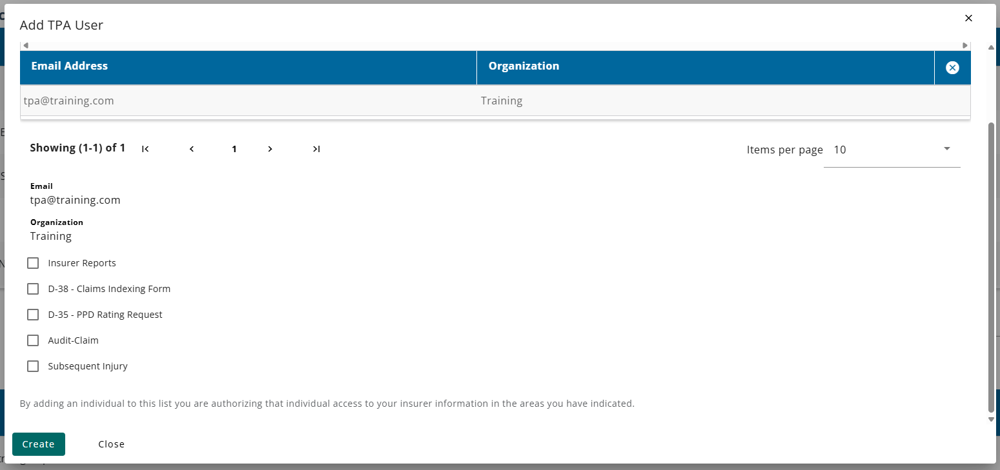 Add TPA User
Email Address Organization
tpa@training.com Training
Showing (1-1) of 1 1 Items per page 10
Email
tpa@training.com
Organization
Training
Insurer Reports
D-38 - Claims Indexing Form
D-35 - PPD Rating Request
Audit-Claim
Subsequent Injury
By adding an individual to this list you are authorizing that individual access to your insurer information in the areas you have indicated.
Create Close